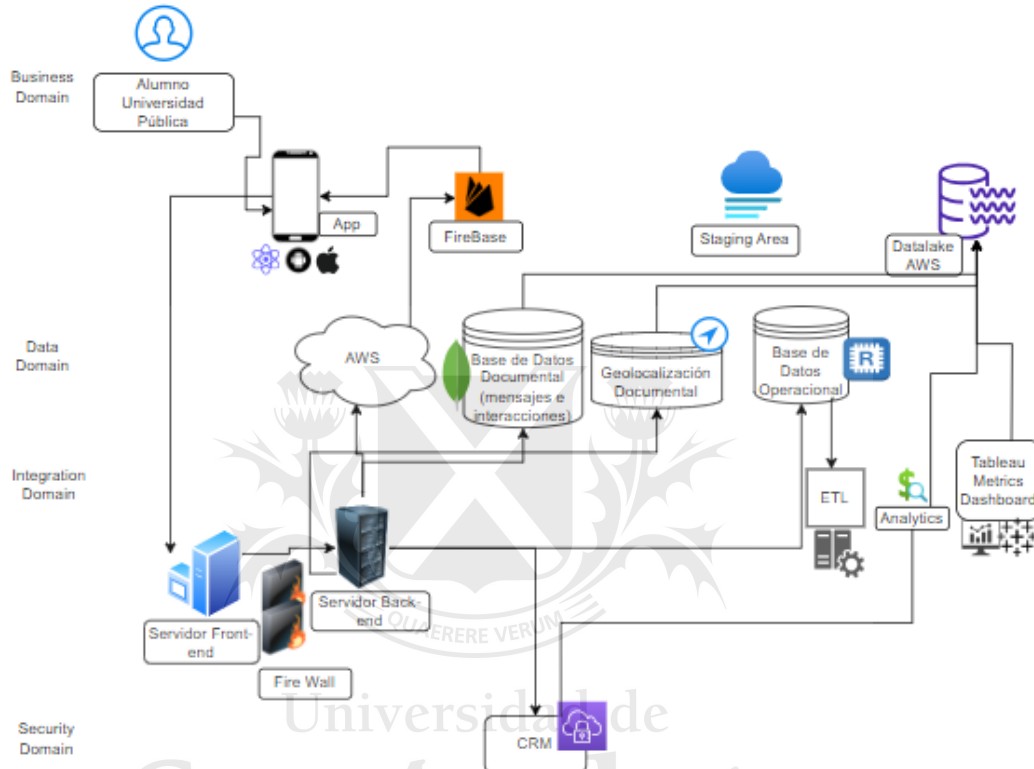 Business
Domain
Alumno
Universidad
Pública
App
FireBase
Staging Area
Datalake
AWS
Data
Domain
AWS
Base de Datos
Documental
(mensajes e
interacciones)
Geolocalización
Documental
Base de
Datos
Operacional
R
Integration
Domain
ETL
Analytics
Tableau
Metrics
Dashboard
Servidor Front-
end
Servidor Back-
end
Fire Wall
QUAERERE VERUM
Universidad de
Security
Domain
CRM